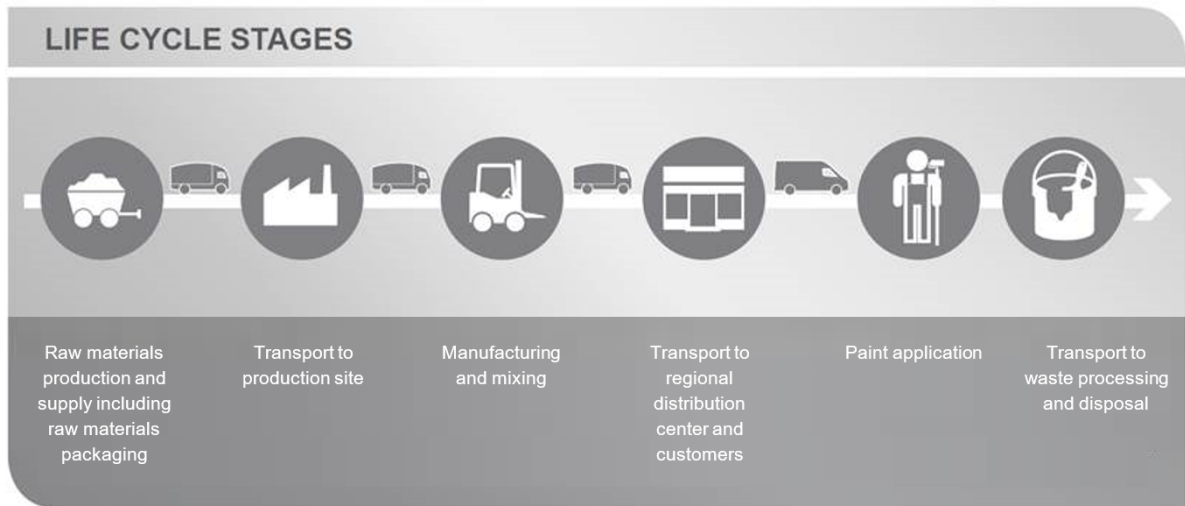 LIFE CYCLE STAGES
Raw materials
production and
supply including
raw materials
packaging
Transport to
production site
Manufacturing
and mixing
Transport to
regional
distribution
center and
customers
Paint application
Transport to
waste processing
and disposal